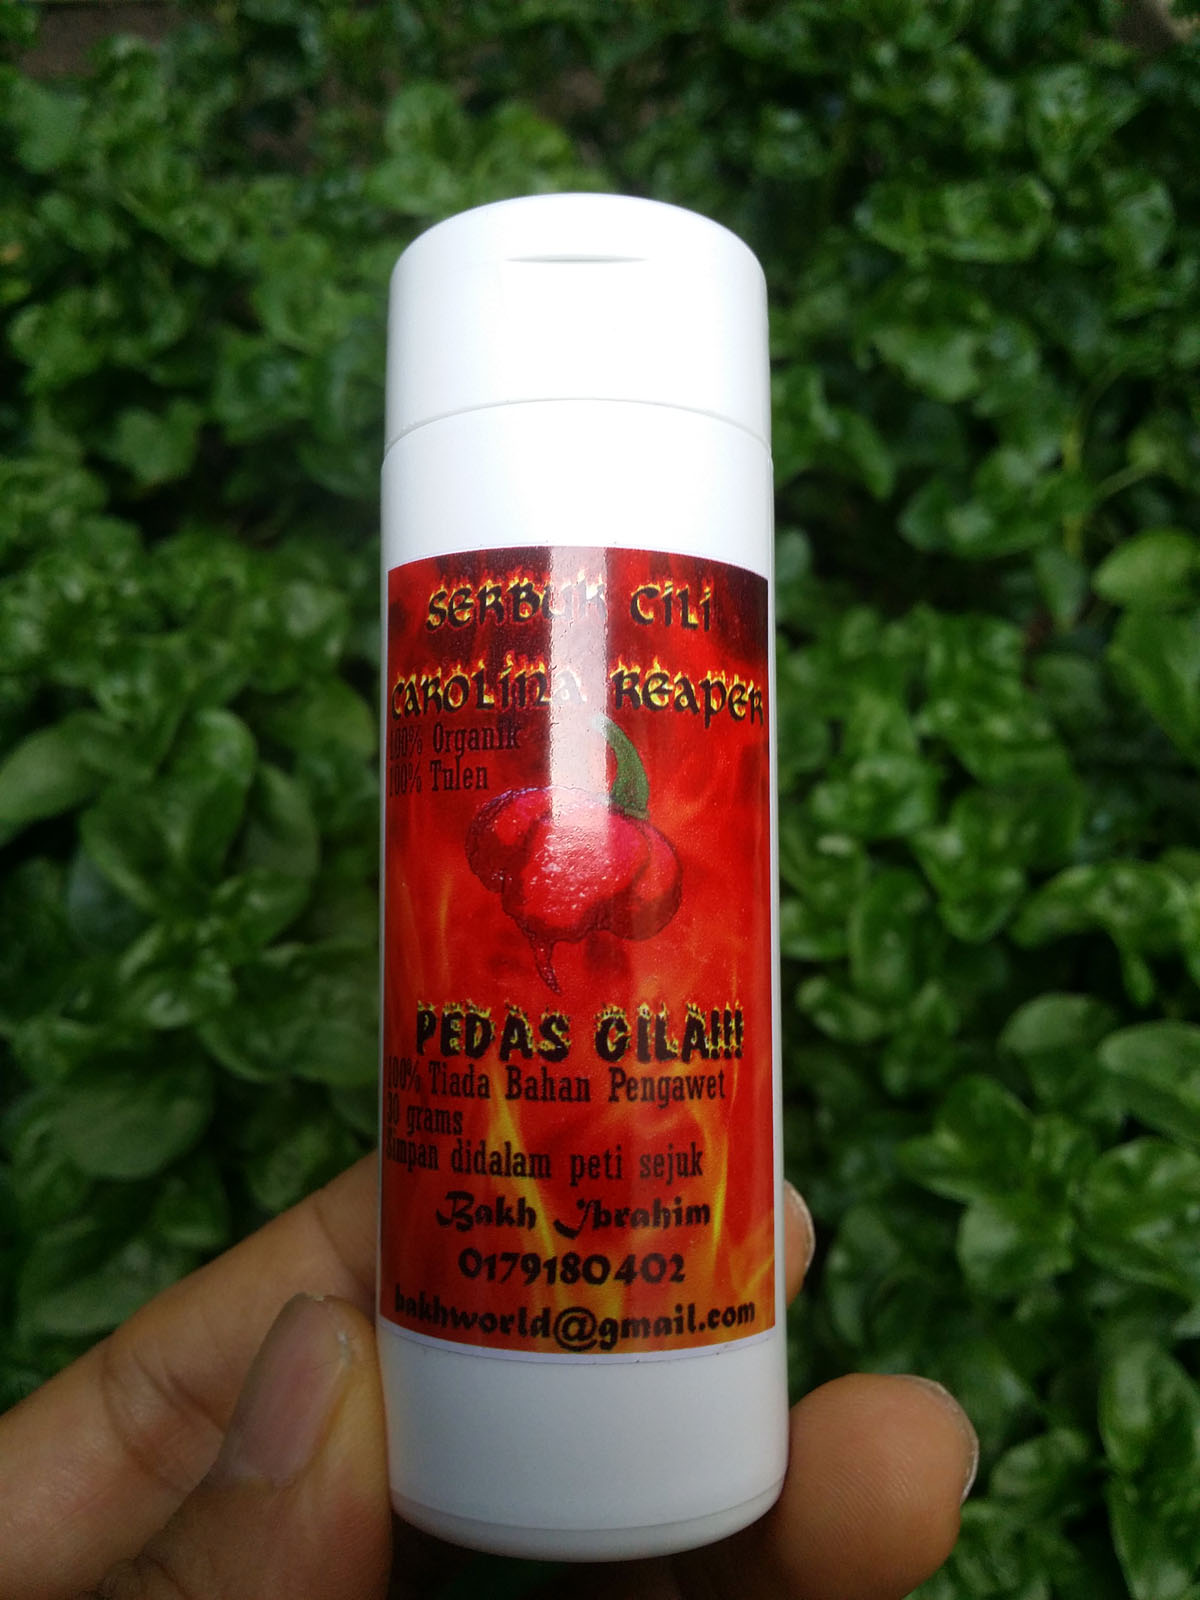 SERBUK CILI
CAROLINA REAPER
100% Organik
100% Tulen
PEDAS GILA!!!
100% Tiada Bahan Pengawet
30 grams
Simpan didalam peti sejuk
Bakh Ibrahim
0179180402
bakhworld@gmail.com